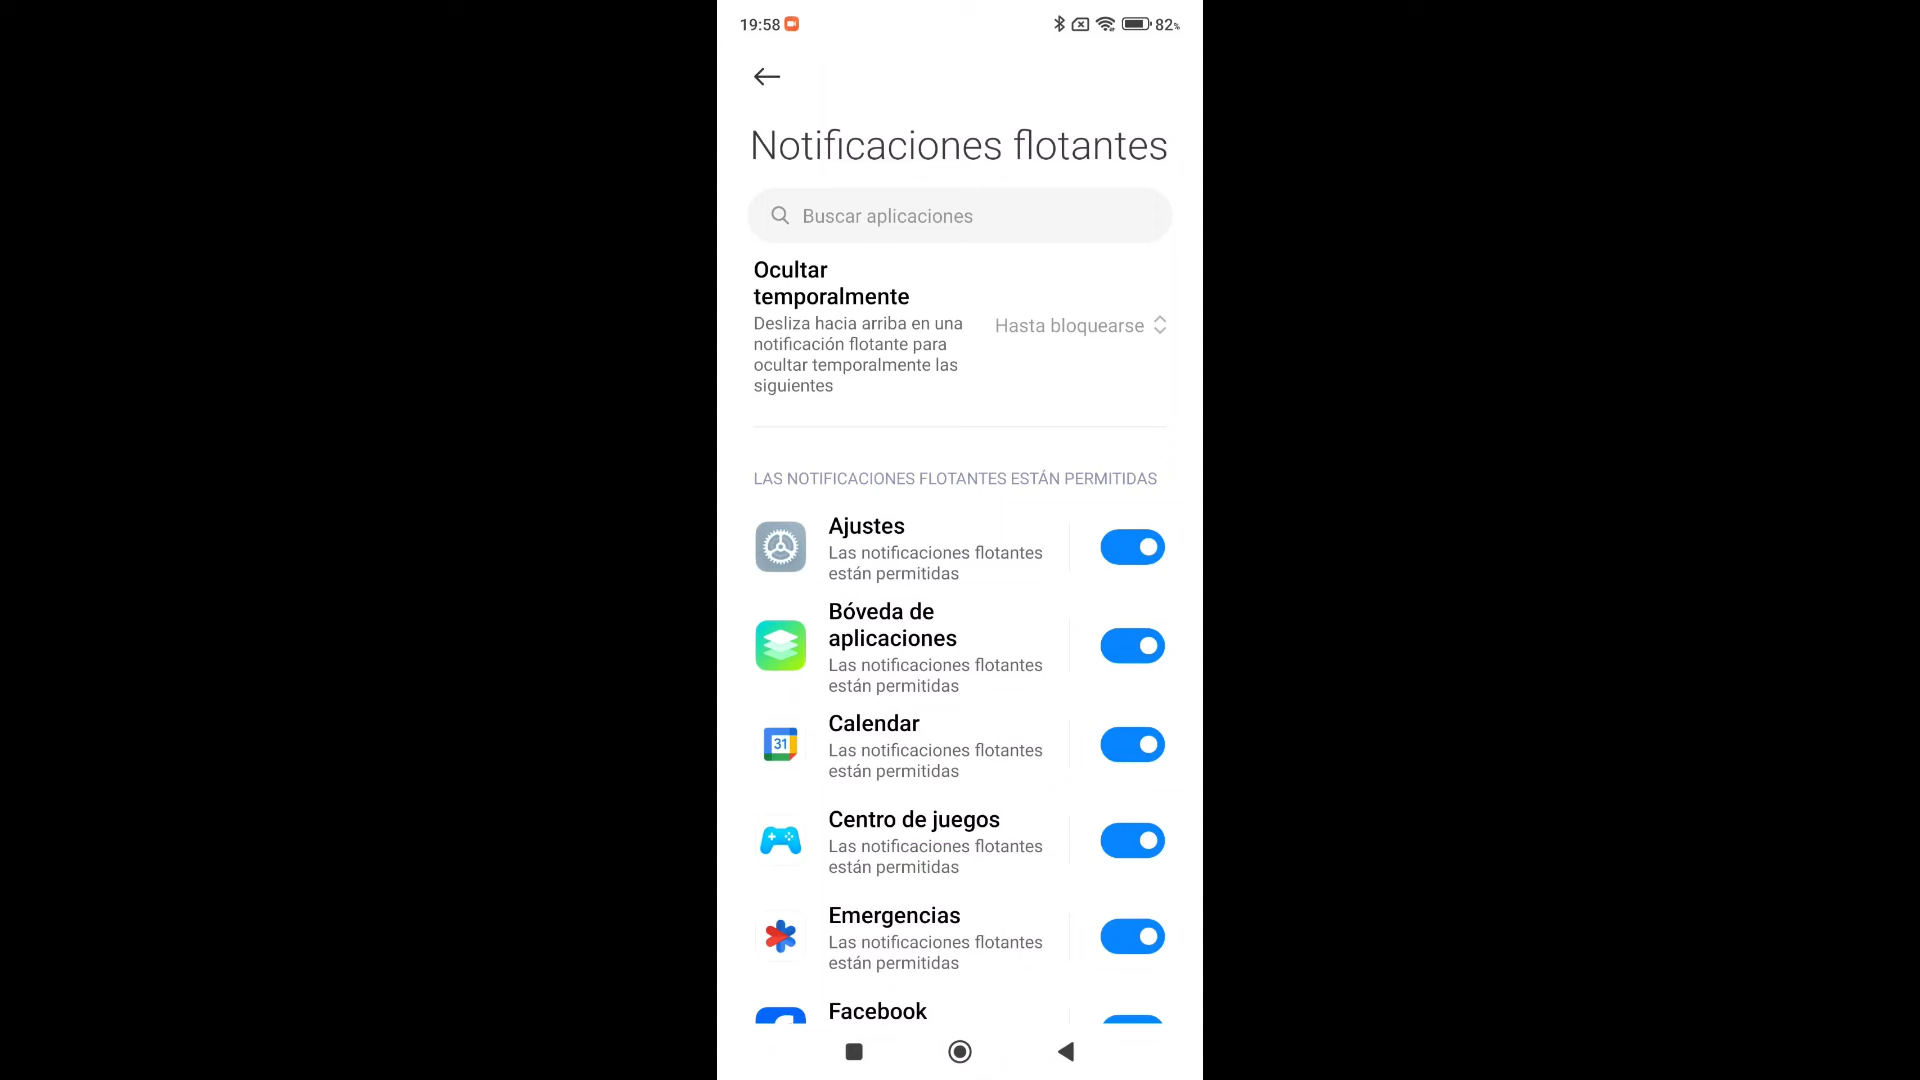 19:58
82%
Notificaciones flotantes
Buscar aplicaciones
Ocultar
temporalmente
Desliza hacia arriba en una
notificación flotante para
ocultar temporalmente las
siguientes
Hasta bloquearse
LAS NOTIFICACIONES FLOTANTES ESTÁN PERMITIDAS
Ajustes
Las notificaciones flotantes
están permitidas
Bóveda de
aplicaciones
Las notificaciones flotantes
están permitidas
31
Calendar
Las notificaciones flotantes
están permitidas
Centro de juegos
Las notificaciones flotantes
están permitidas
Emergencias
Las notificaciones flotantes
están permitidas
Facebook